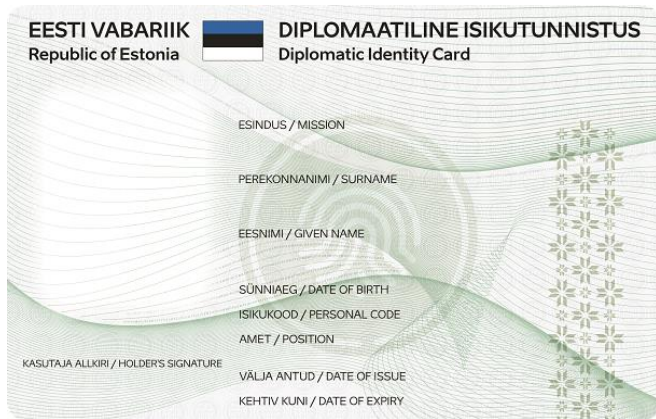 EESTI VABARIIK
Republic of Estonia
DIPLOMAATILINE ISIKUTUNNISTUS
Diplomatic Identity Card
ESINDUS / MISSION
PEREKONNANIMI / SURNAME
EESNIMI / GIVEN NAME
SÜNNIAEG / DATE OF BIRTH
ISIKUKOOD / PERSONAL CODE
AMET / POSITION
KASUTAJA ALLKIRI / HOLDER'S SIGNATURE
VÄLJA ANTUD / DATE OF ISSUE
KEHTIV KUNI / DATE OF EXPIRY